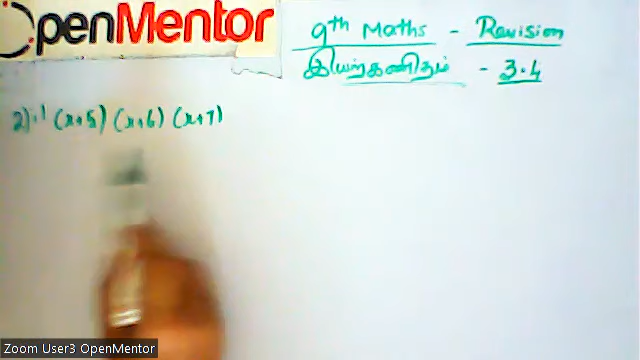 OpenMentor
9th Maths - Revision
இயற்கணிதம் - 3.4
2) i) (x+5) (x+6) (x+7)
Zoom User3 OpenMentor